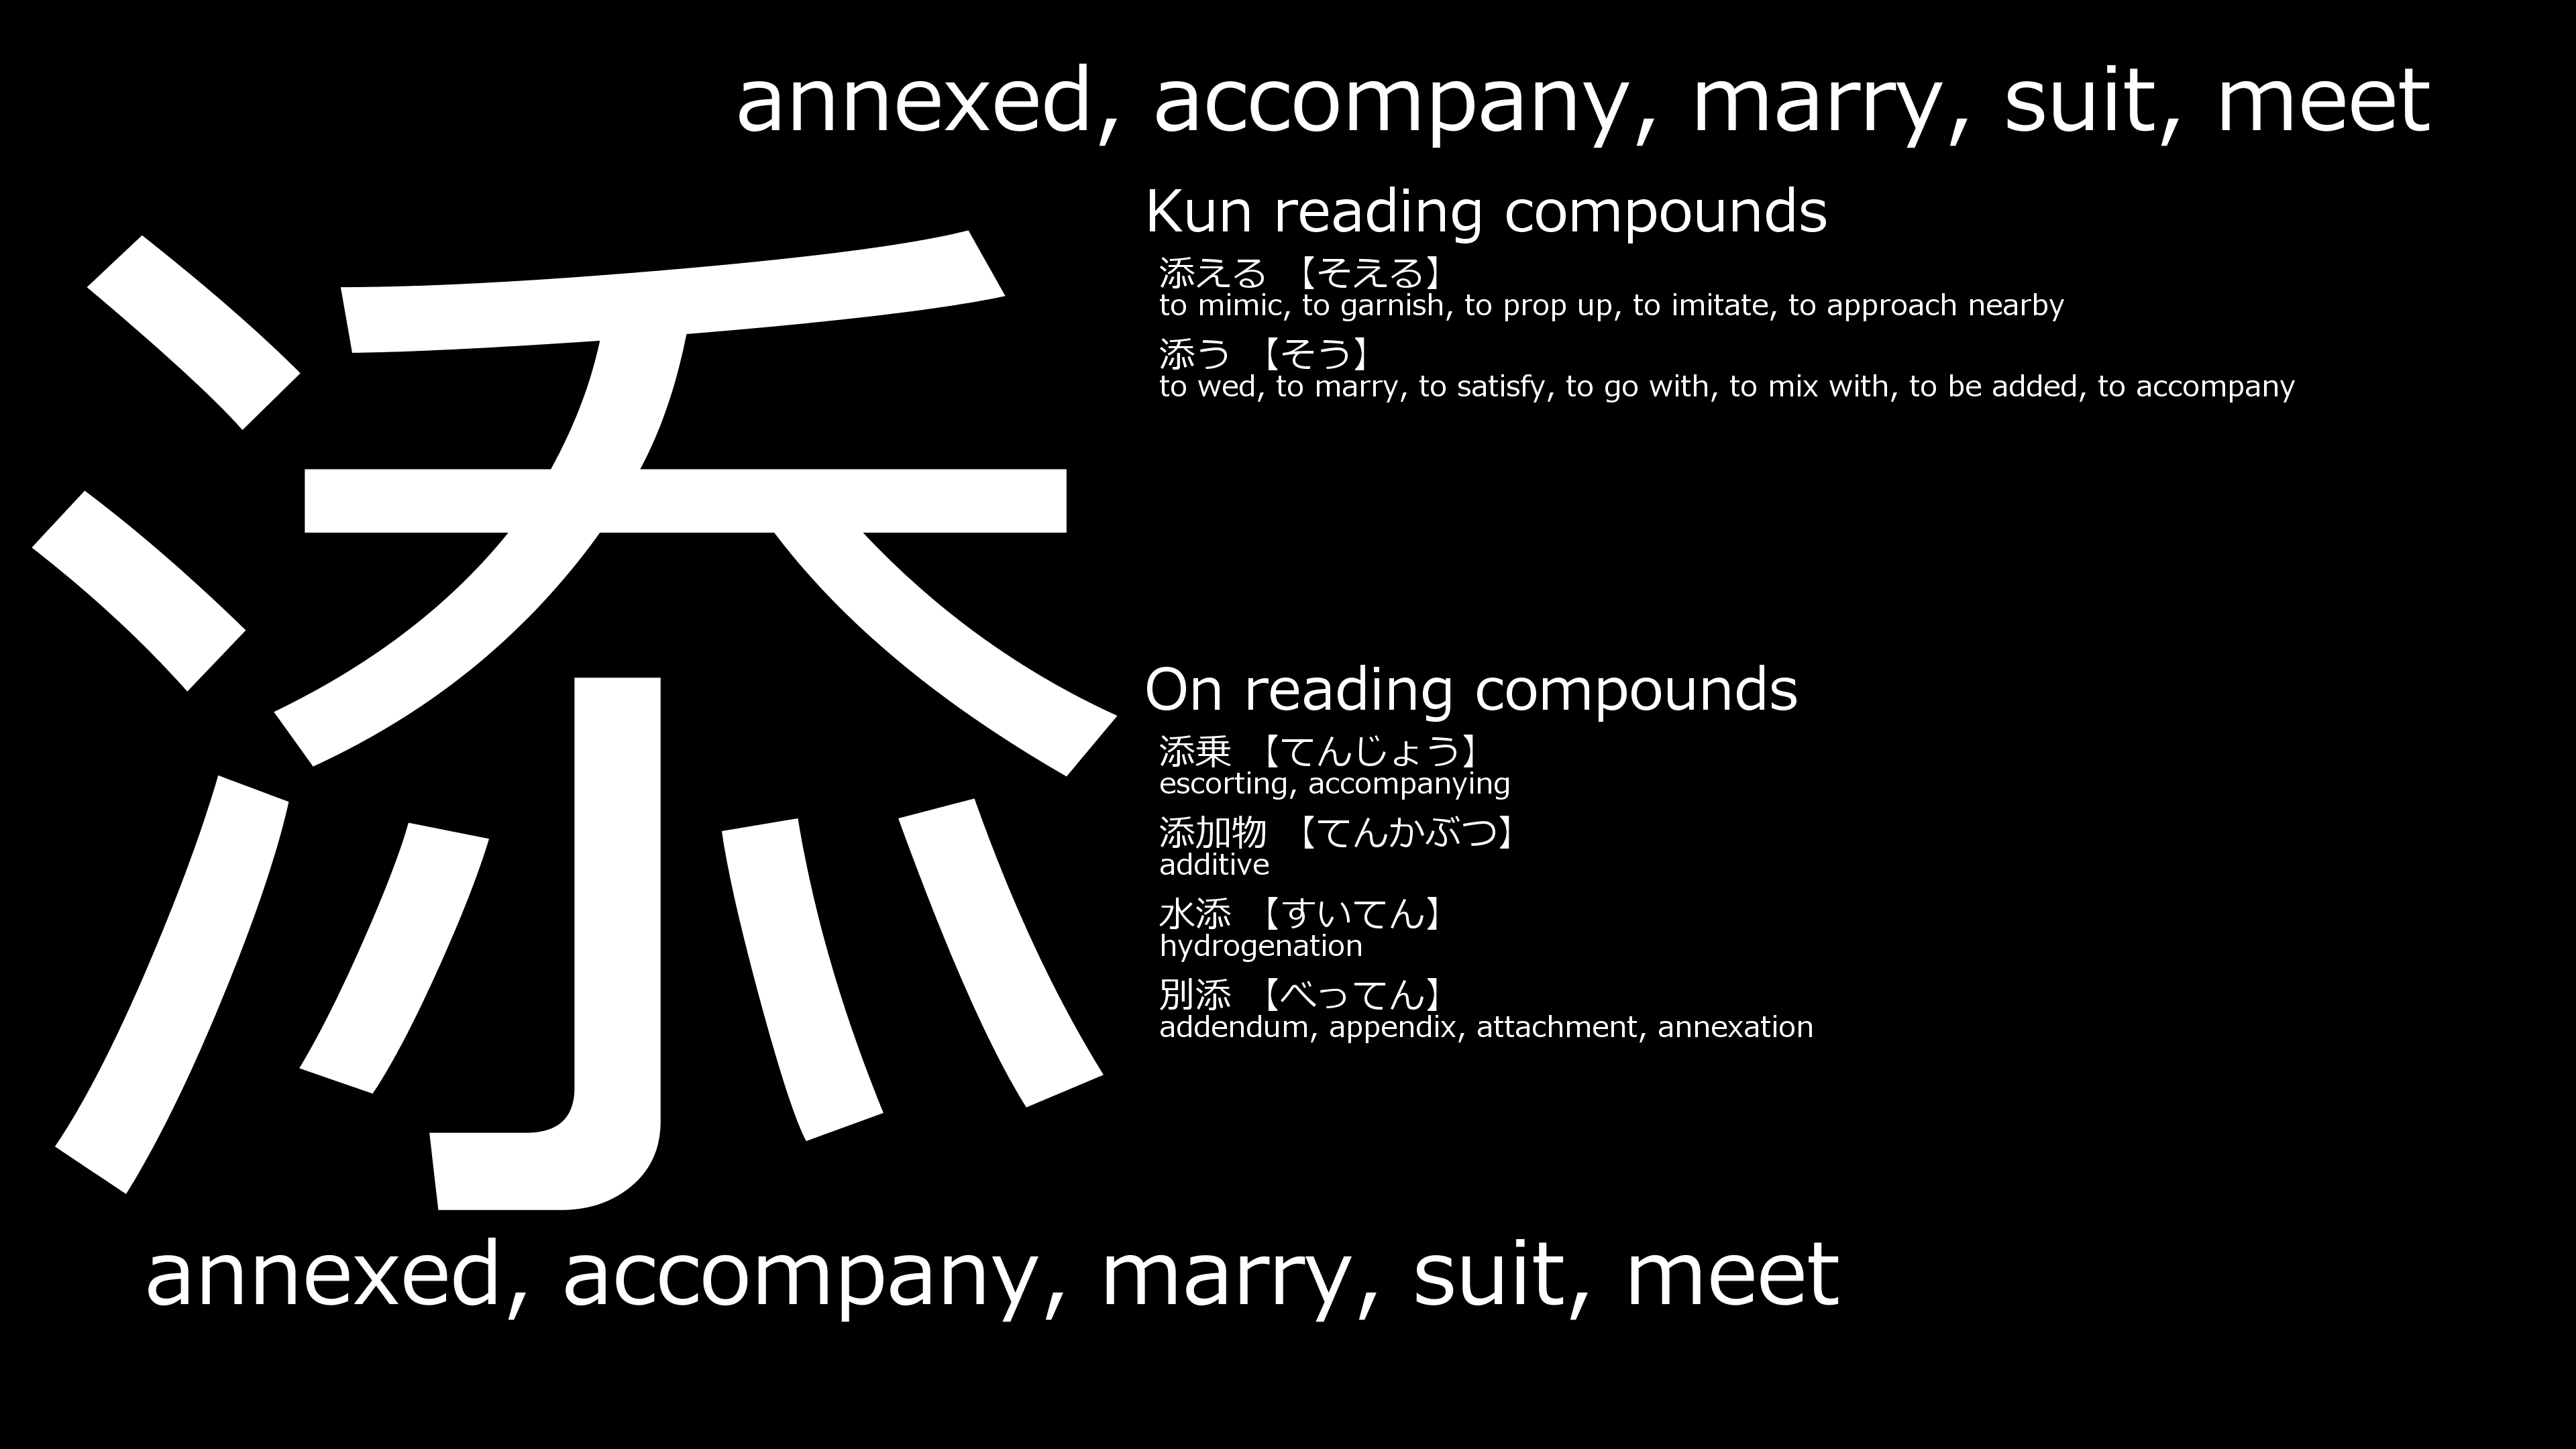 annexed, accompany, marry, suit, meet
添
Kun reading compounds
添える 【そえる】
to mimic, to garnish, to prop up, to imitate, to approach nearby
添う 【そう】
to wed, to marry, to satisfy, to go with, to mix with, to be added, to accompany
On reading compounds
添乗 【てんじょう】
escorting, accompanying
添加物 【てんかぶつ】
additive
水添 【すいてん】
hydrogenation
別添 【べってん】
addendum, appendix, attachment, annexation
annexed, accompany, marry, suit, meet